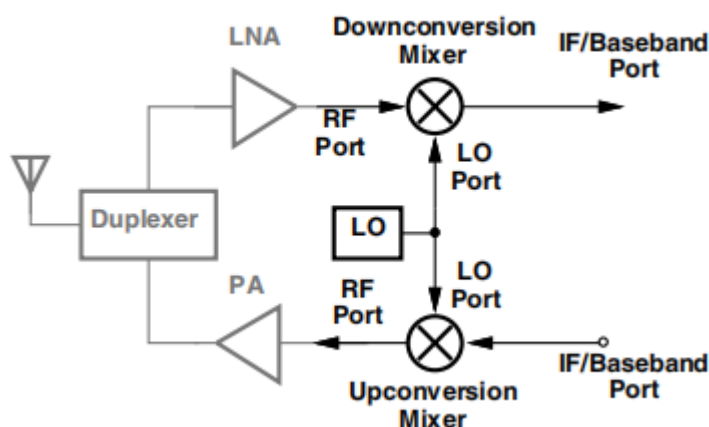 LNA
Downconversion
Mixer
IF/Baseband
Port
RF
Port
LO
Port
Duplexer
LO
PA
RF
Port
LO
Port
Upconversion
Mixer
IF/Baseband
Port